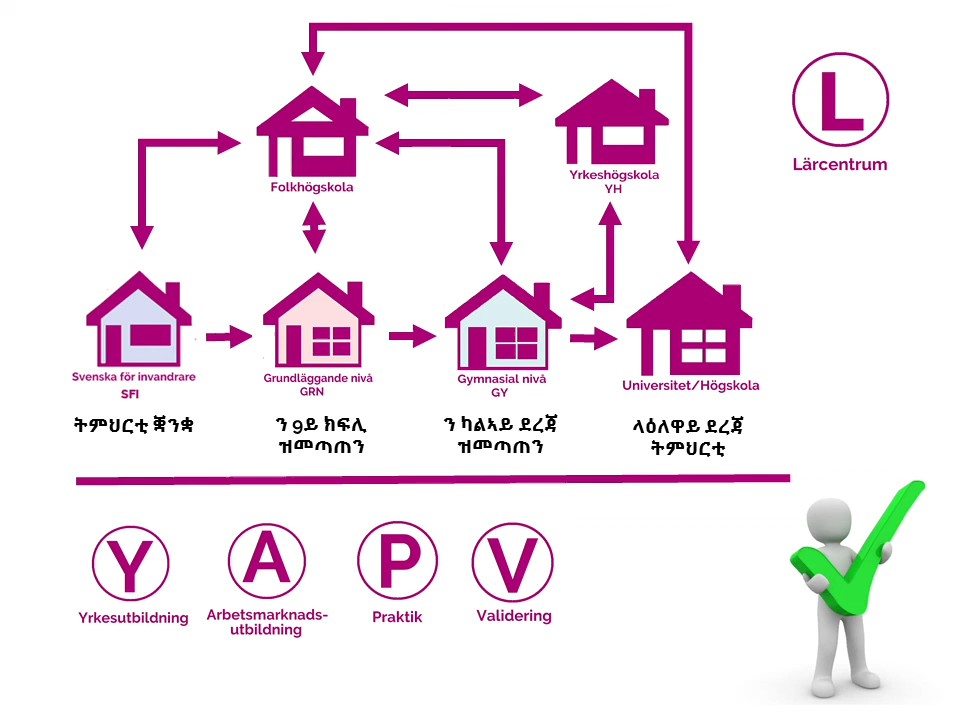 L
Lärcentrum
Folkhögskola
Yrkeshögskola
YH
Svenska för invandrare
SFI
Grundläggande nivå
GRN
Gymnasial nivå
GY
Universitet/Högskola
ትምህርቲ ቛንቋ
ን 9ይ ክፍሊ
ዝመጣጠን
ን ካልኣይ ደረጃ
ዝመጣጠን
ላዕለዋይ ደረጃ
ትምህርቲ
Y
Yrkesutbildning
A
Arbetsmarknads-
utbildning
P
Praktik
V
Validering